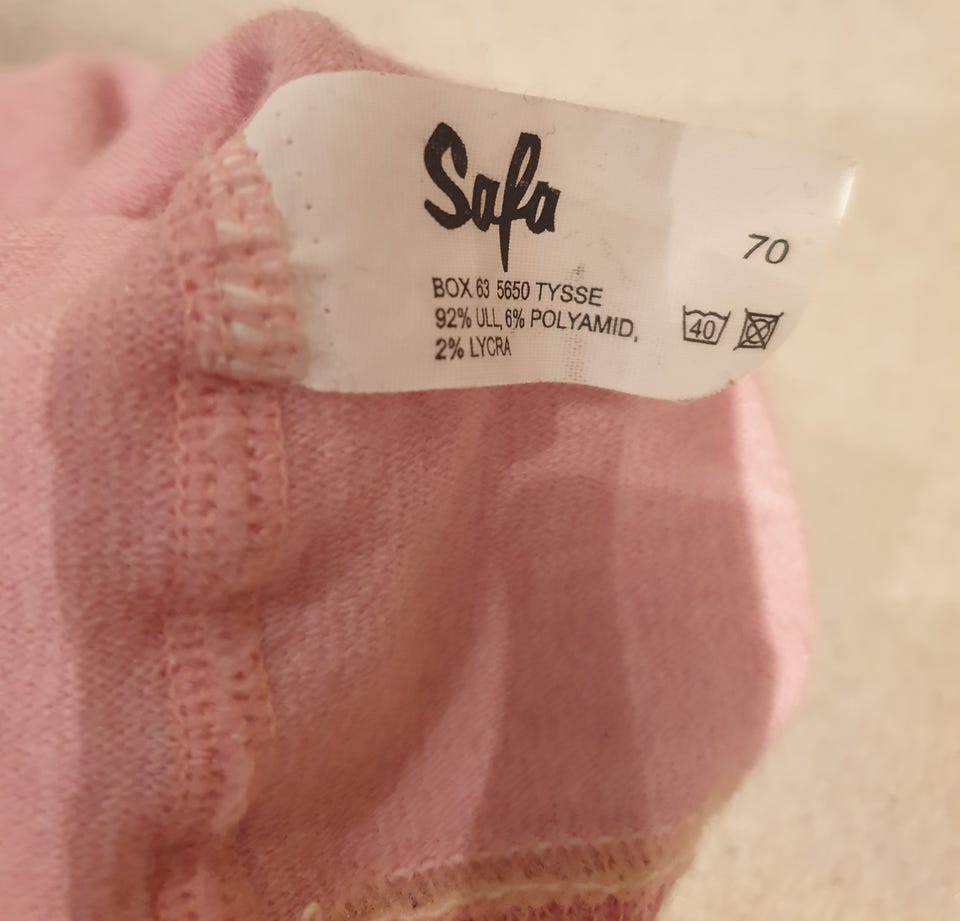 Safa
70
BOX 63 5650 TYSSE
92% ULL, 6% POLYAMID,
2% LYCRA
40